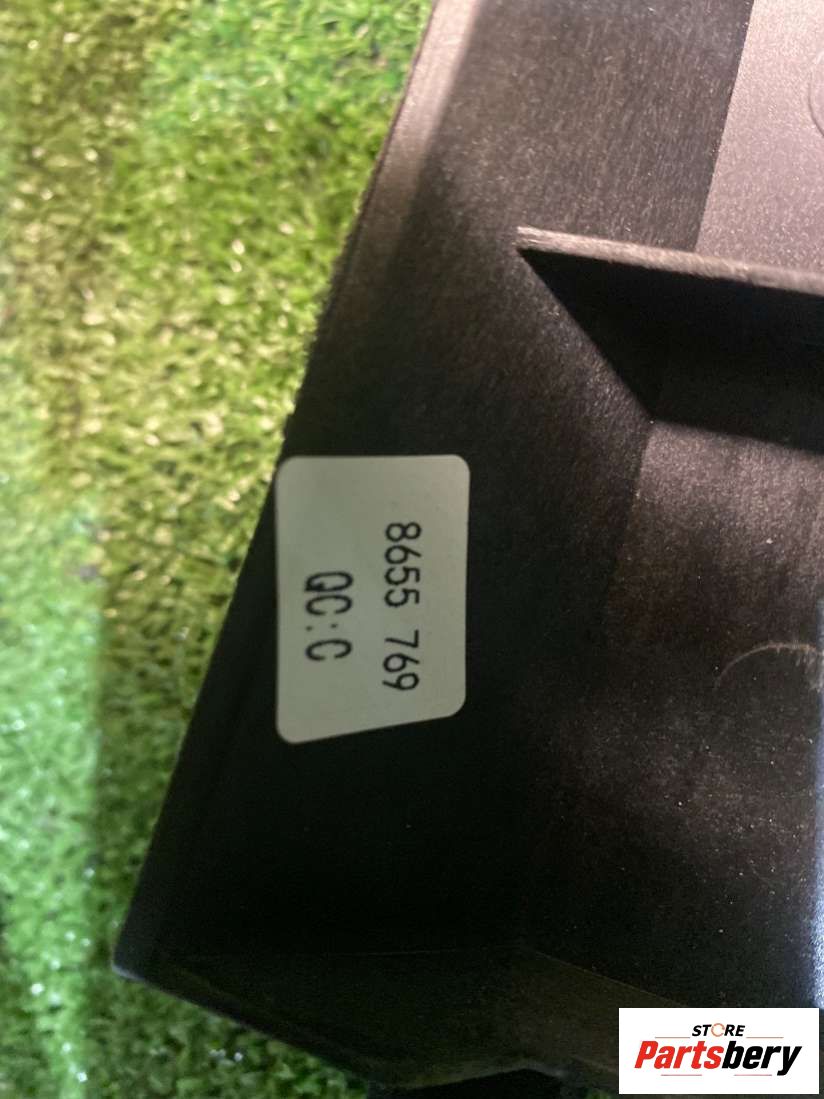 8655 769
QC:C
STORE
Partsbery